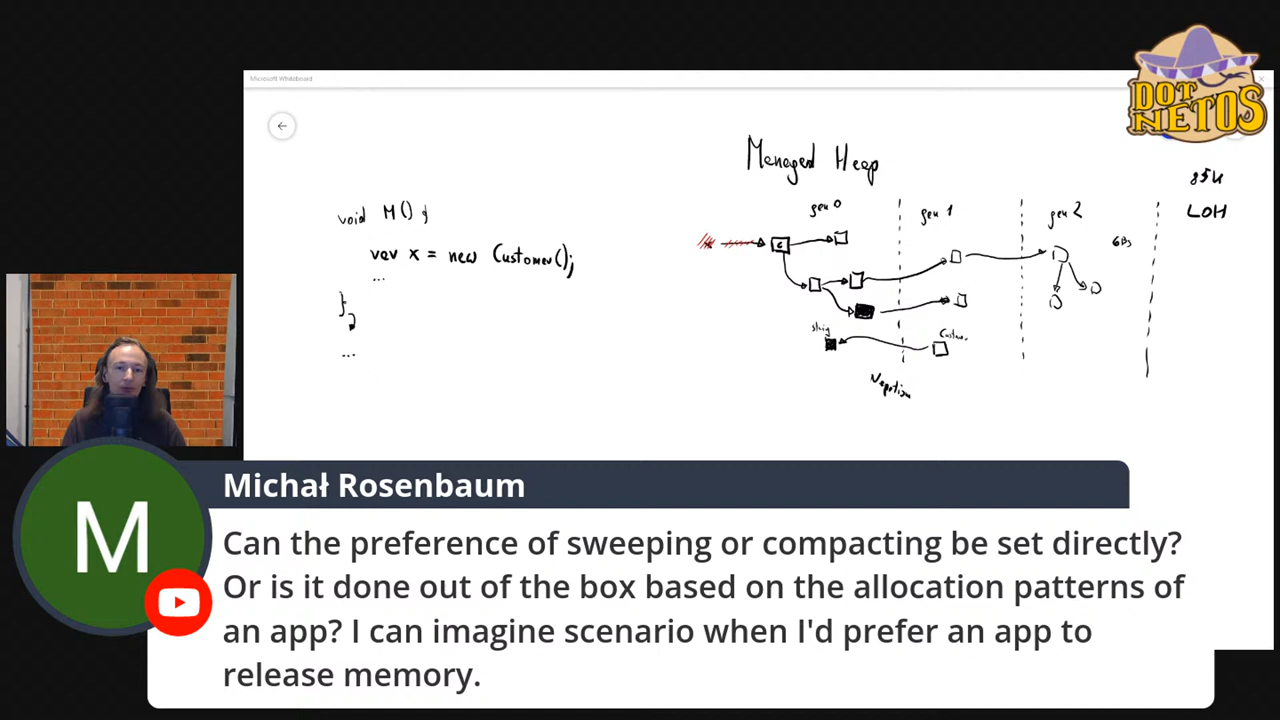 DOT
NETOS
Microsoft Whiteboard
Managed Heap
85K
LOH
gen 0
gen 1
gen 2
GBs
void M() {
var x = new Customer();
...
}
...
c
string
Customer
Nepotism
M
Michał Rosenbaum
Can the preference of sweeping or compacting be set directly?
Or is it done out of the box based on the allocation patterns of
an app? I can imagine scenario when I'd prefer an app to
release memory.